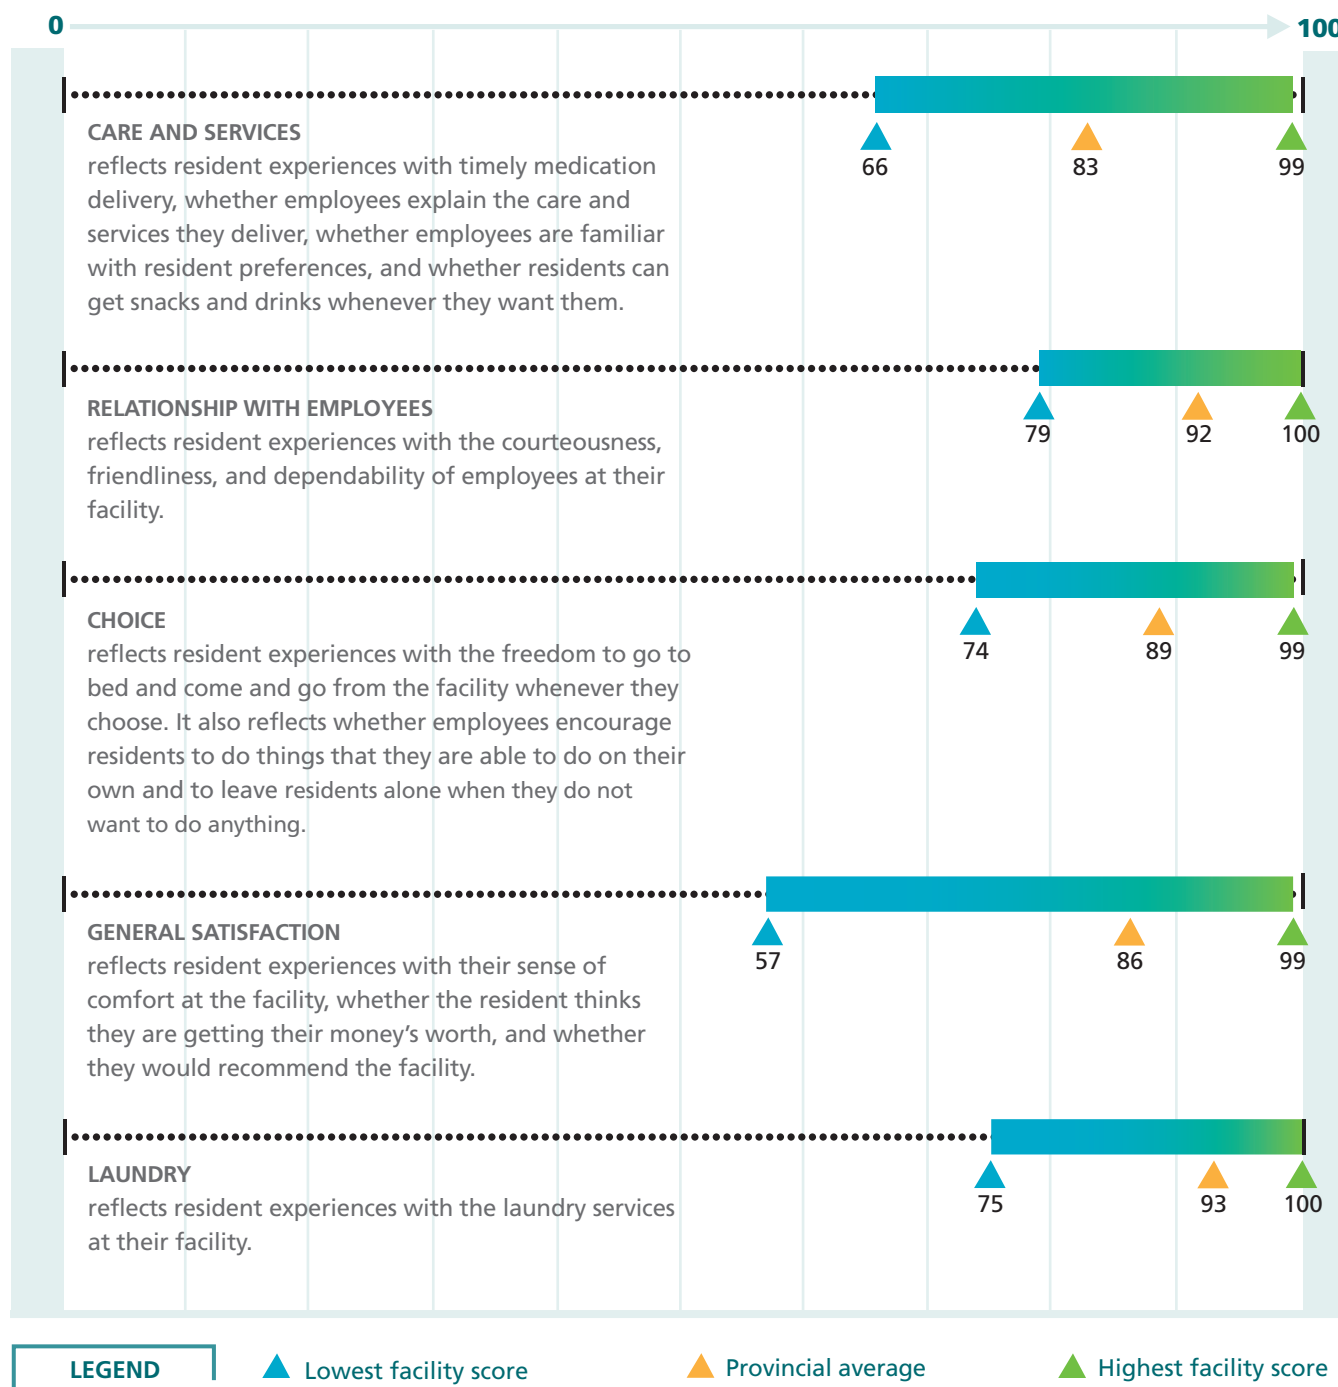 0
100
66
83
99
CARE AND SERVICES
reflects resident experiences with timely medication
delivery, whether employees explain the care and
services they deliver, whether employees are familiar
with resident preferences, and whether residents can
get snacks and drinks whenever they want them.
79
92
100
RELATIONSHIP WITH EMPLOYEES
reflects resident experiences with the courteousness,
friendliness, and dependability of employees at their
facility.
74
89
99
CHOICE
reflects resident experiences with the freedom to go to
bed and come and go from the facility whenever they
choose. It also reflects whether employees encourage
residents to do things that they are able to do on their
own and to leave residents alone when they do not
want to do anything.
57
86
99
GENERAL SATISFACTION
reflects resident experiences with their sense of
comfort at the facility, whether the resident thinks
they are getting their money’s worth, and whether
they would recommend the facility.
75
93
100
LAUNDRY
reflects resident experiences with the laundry services
at their facility.
LEGEND
Lowest facility score
Provincial average
Highest facility score